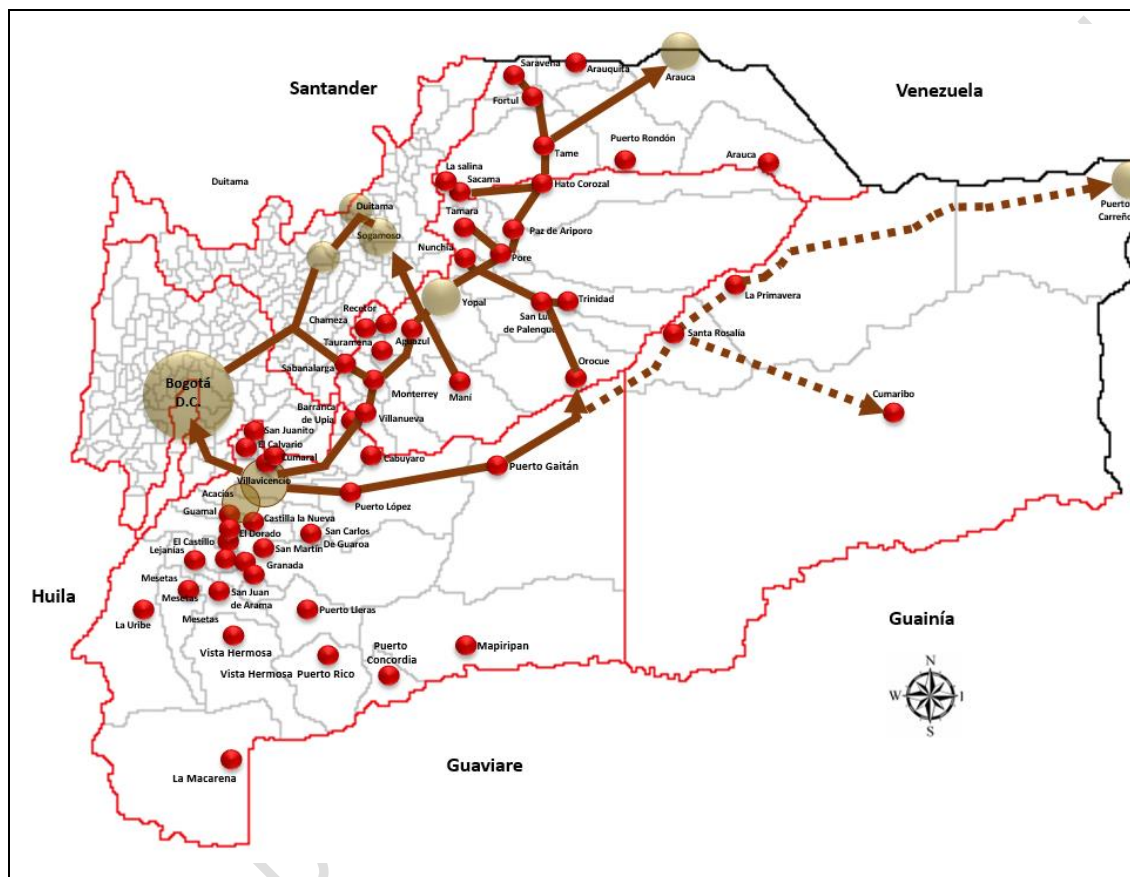 Santander
Venezuela
Saravena
Arauquita
Arauca
Fortul
Puerto Rondón
Arauca
Tame
La salina
Sacama
Hato Corozal
Duitama
Duitama
Tamara
Puerto
Carreño
Sogamoso
Nunchía
Paz de Ariporo
Pore
La Primavera
Yopal
Trinidad
Recetor
Chameza
San Lui
de Palenque
Santa Rosalía
Tauramena
Aguazul
Sabanalarga
Orocue
Bogotá
D.C.
Monterrey
Maní
Cumaribo
Barranca
de Upia
Villanueva
San Juanito
El Calvario
Cumaral
Cabuyaro
Puerto Gaitán
Villavicencio
Acacias
Puerto López
Guamal
Castilla la Nueva
El Dorado
San Carlos
De Guaroa
El Castillo
San Martín
Lejanías
Granada
Mesetas
Mesetas
San Juan
de Arama
Huila
Puerto Lleras
La Uribe
Mesetas
Guainía
Vista Hermosa
Puerto
Concordia
Mapiripan
Vista Hermosa
Puerto Rico
N
W
I
S
La Macarena
Guaviare